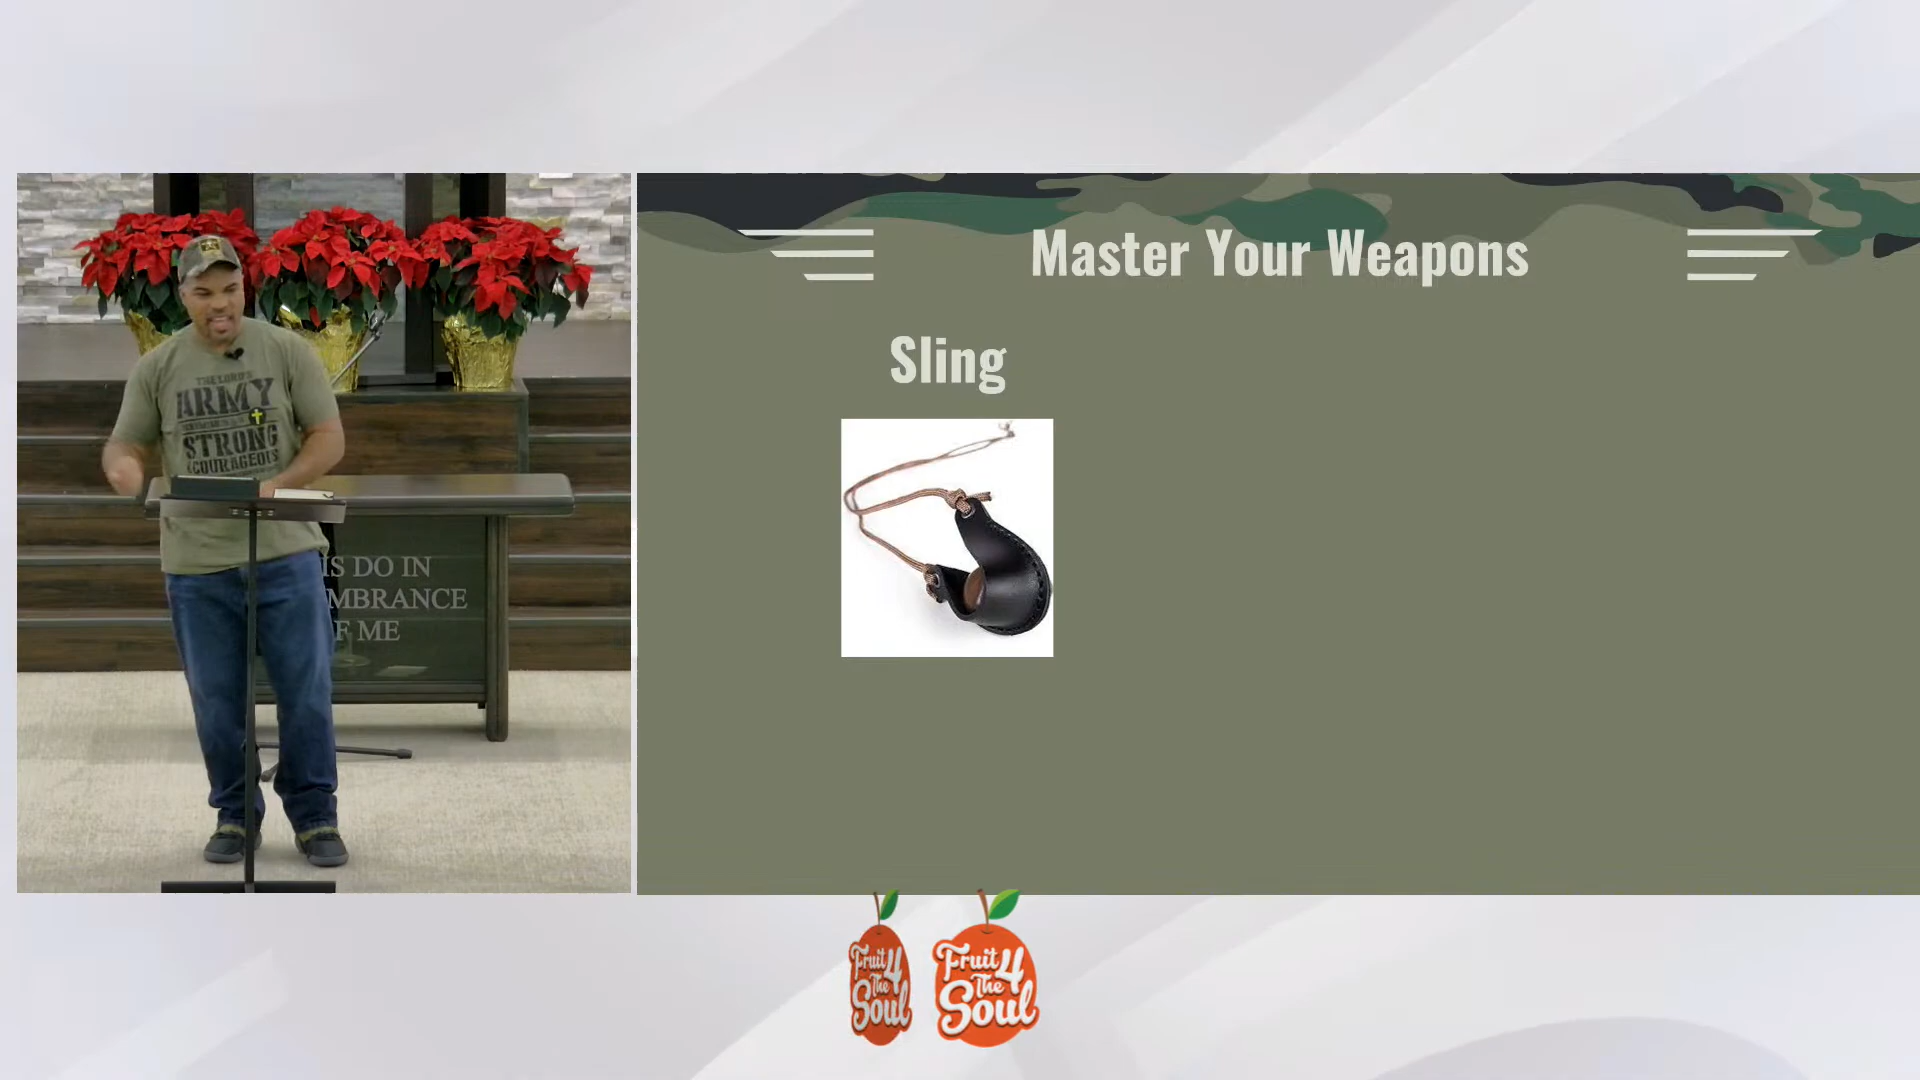 Master Your Weapons
Sling
THE LORD'S
ARMY
STRONG
&COURAGEOUS
IS DO IN
MBRANCE
F ME
Fruit
4
The
Soul
Fruit
4
The
Soul